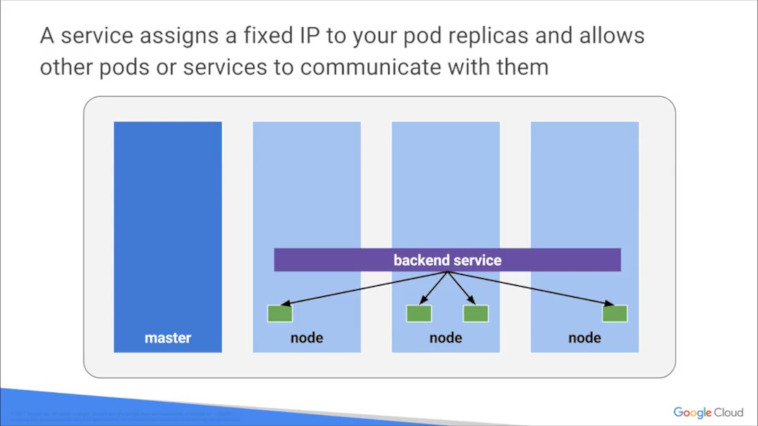 A service assigns a fixed IP to your pod replicas and allows
other pods or services to communicate with them
backend service
master
node
node
node
Google Cloud